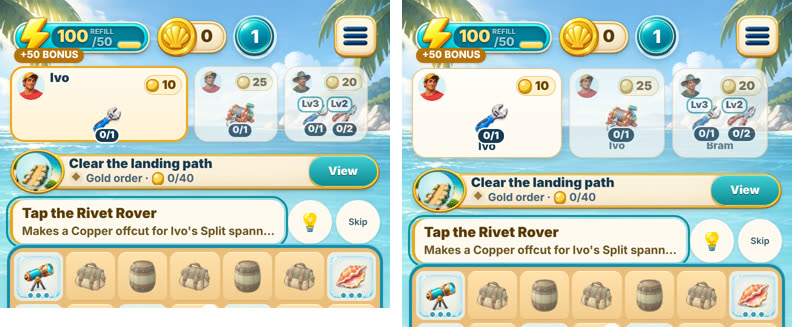 100 REFILL /50
+50 BONUS
0
1
Ivo
10
25
20
Lv3 Lv2
0/1
0/1
0/1 0/2
Clear the landing path
Gold order · 0/40
View
Tap the Rivet Rover
Makes a Copper offcut for Ivo's Split spann...
Skip
100 REFILL /50
+50 BONUS
0
1
10
25
20
Lv3 Lv2
0/1
0/1
0/1 0/2
Ivo
Ivo
Bram
Clear the landing path
Gold order · 0/40
View
Tap the Rivet Rover
Makes a Copper offcut for Ivo's Split spann...
Skip